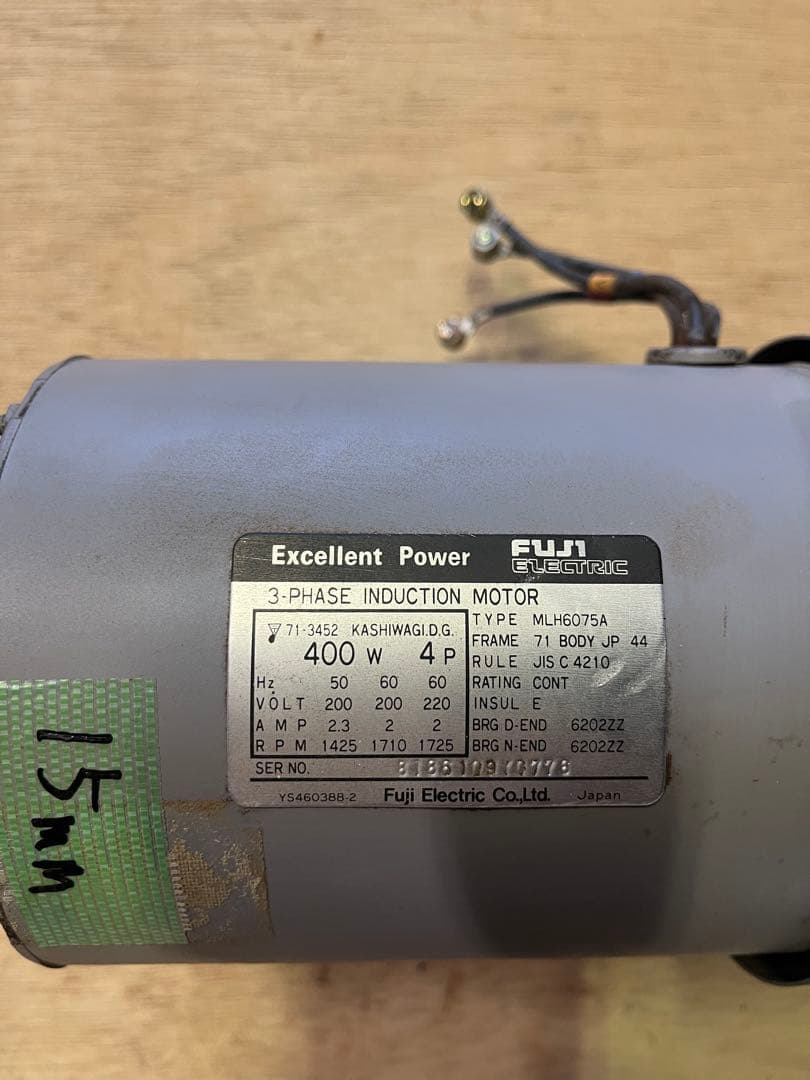 Excellent Power FUJI ELECTRIC
3-PHASE INDUCTION MOTOR
71-3452 KASHIWAGI.D.G.
400 W 4 P
Hz 50 60 60
VOLT 200 200 220
AMP 2.3 2 2
RPM 1425 1710 1725
TYPE MLH6075A
FRAME 71 BODY JP 44
RULE JIS C 4210
RATING CONT
INSUL E
BRG D-END 6202ZZ
BRG N-END 6202ZZ
SER NO.
YS460388-2 Fuji Electric Co.,Ltd. Japan
15mm